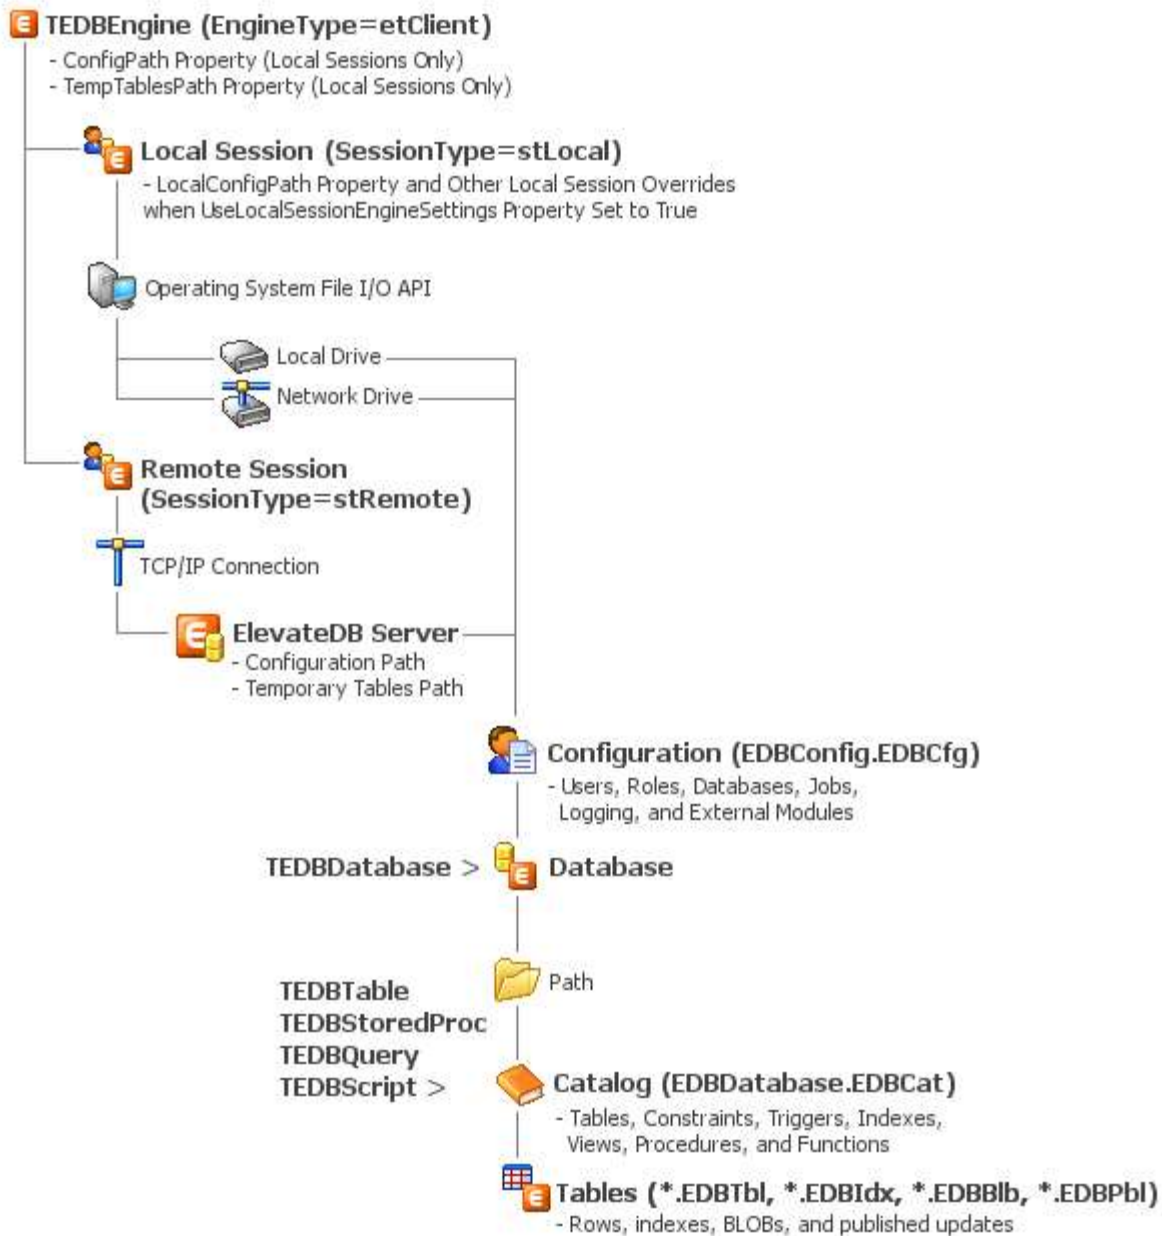 TEDBEngine (EngineType=etClient)
- ConfigPath Property (Local Sessions Only)
- TempTablesPath Property (Local Sessions Only)
Local Session (SessionType=stLocal)
- LocalConfigPath Property and Other Local Session Overrides
when UseLocalSessionEngineSettings Property Set to True
Operating System File I/O API
Local Drive
Network Drive
Remote Session
(SessionType=stRemote)
TCP/IP Connection
ElevateDB Server
- Configuration Path
- Temporary Tables Path
Configuration (EDBConfig.EDBCfg)
- Users, Roles, Databases, Jobs,
Logging, and External Modules
TEDBDatabase >
Database
Path
TEDBTable
TEDBStoredProc
TEDBQuery
TEDBScript >
Catalog (EDBDatabase.EDBCat)
- Tables, Constraints, Triggers, Indexes,
Views, Procedures, and Functions
Tables (*.EDBTbl, *.EDBIdx, *.EDBBlb, *.EDBPbl)
- Rows, indexes, BLOBs, and published updates